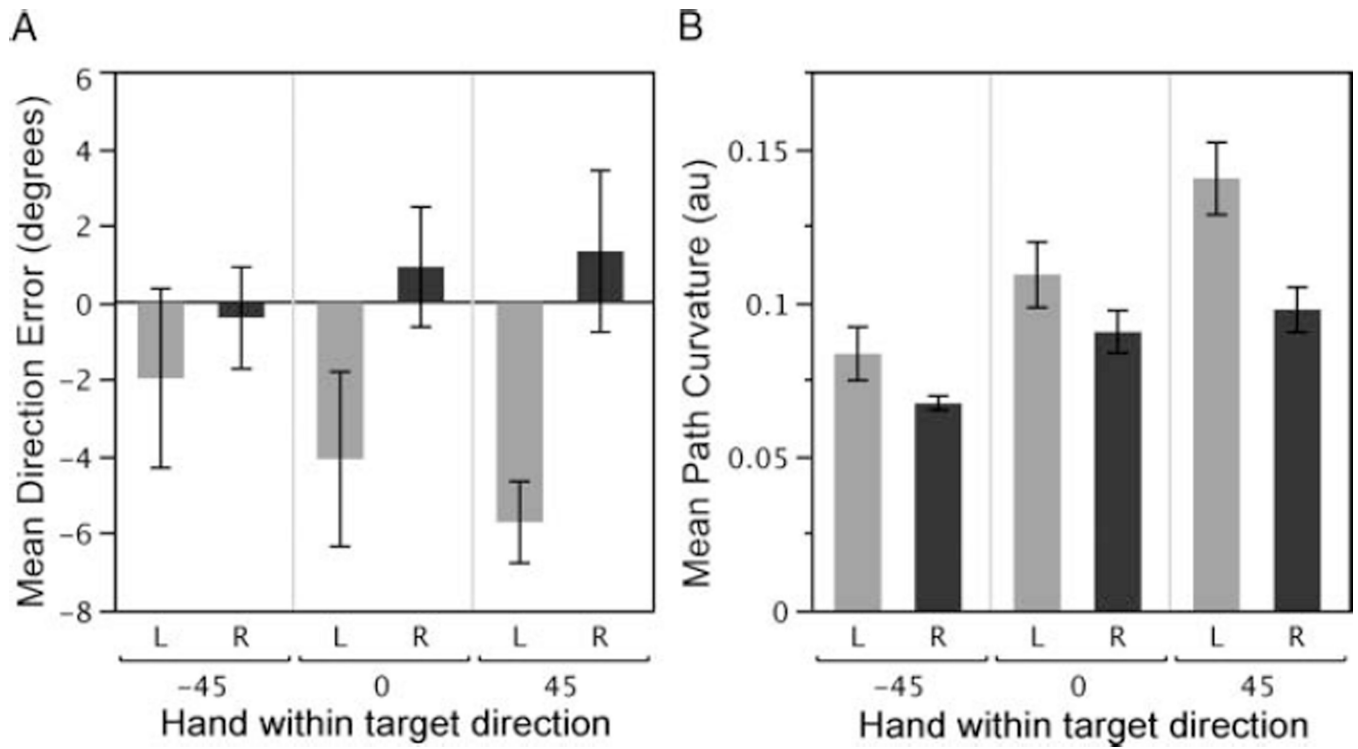 A
B
Mean Direction Error (degrees)
6
4
2
0
−2
−4
−6
−8
L R L R L R
−45 0 45
Hand within target direction
Mean Path Curvature (au)
0.15
0.1
0.05
0
L R L R L R
−45 0 45
Hand within target direction